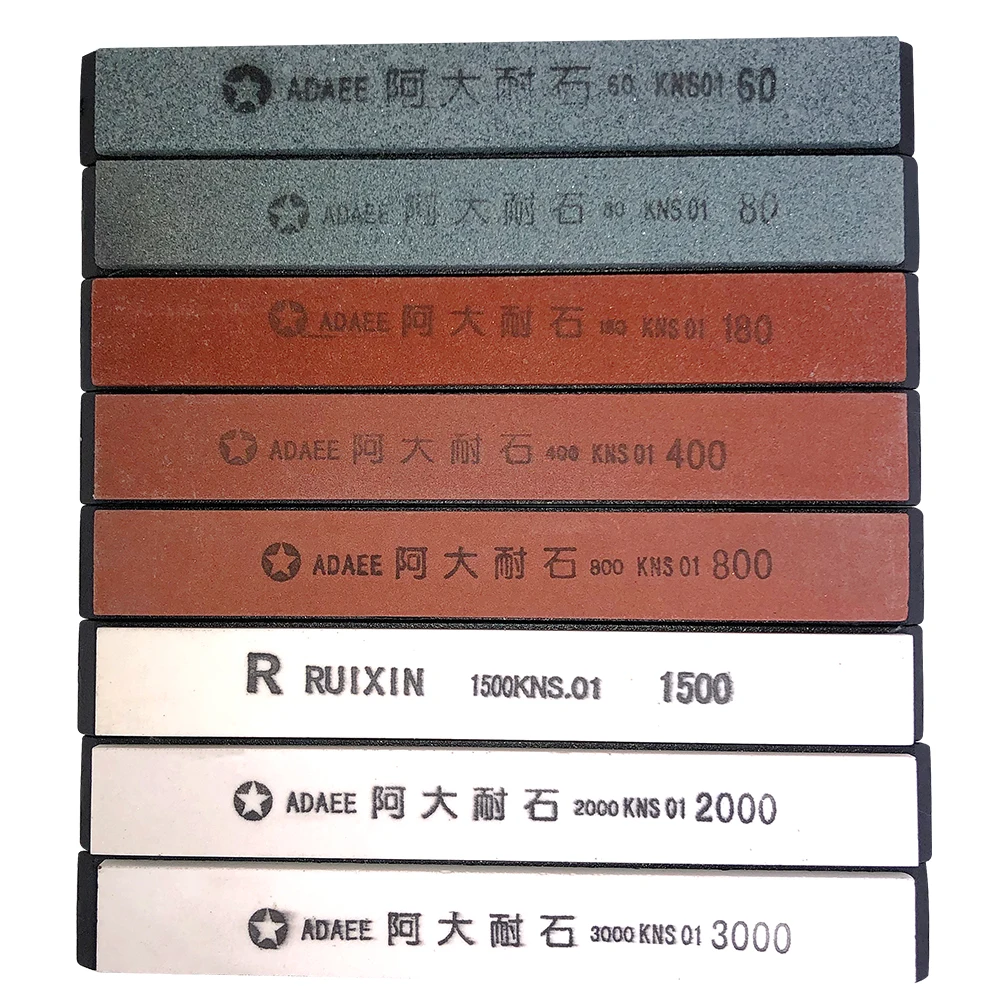 ADAEE 阿大耐石 60 KNS01 60
ADAEE 阿大耐石 80 KNS 01 80
ADAEE 阿大耐石 180 KNS 01 180
ADAEE 阿大耐石 400 KNS 01 400
ADAEE 阿大耐石 800 KNS 01 800
R RUIXIN 1500KNS.01 1500
ADAEE 阿大耐石 2000 KNS 01 2000
ADAEE 阿大耐石 3000 KNS 01 3000